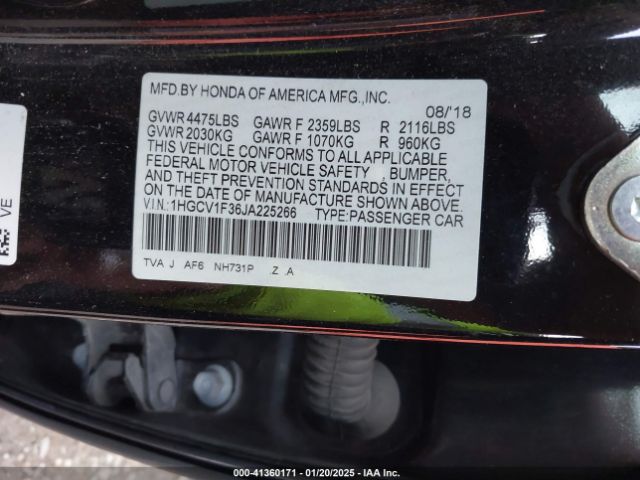 MFD.BY HONDA OF AMERICA MFG.,INC.
08/'18
GVWR 4475LBS GAWR F 2359LBS R 2116LBS
GVWR 2030KG GAWR F 1070KG R 960KG
THIS VEHICLE CONFORMS TO ALL APPLICABLE
FEDERAL MOTOR VEHICLE SAFETY , BUMPER,
AND THEFT PREVENTION STANDARDS IN EFFECT
ON THE DATE OF MANUFACTURE SHOWN ABOVE.
V.I.N.:1HGCV1F36JA225266 TYPE:PASSENGER CAR
TVA J AF6 NH731P .Z .A
VE
000-41360171 - 01/20/2025 - IAA Inc.